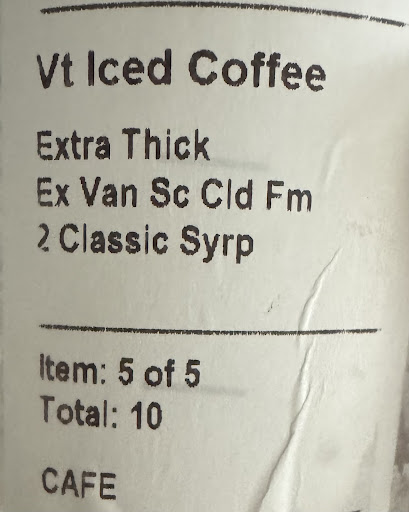 Vt Iced Coffee
Extra Thick
Ex Van Sc Cld Fm
2 Classic Syrp
Item: 5 of 5
Total: 10
CAFE